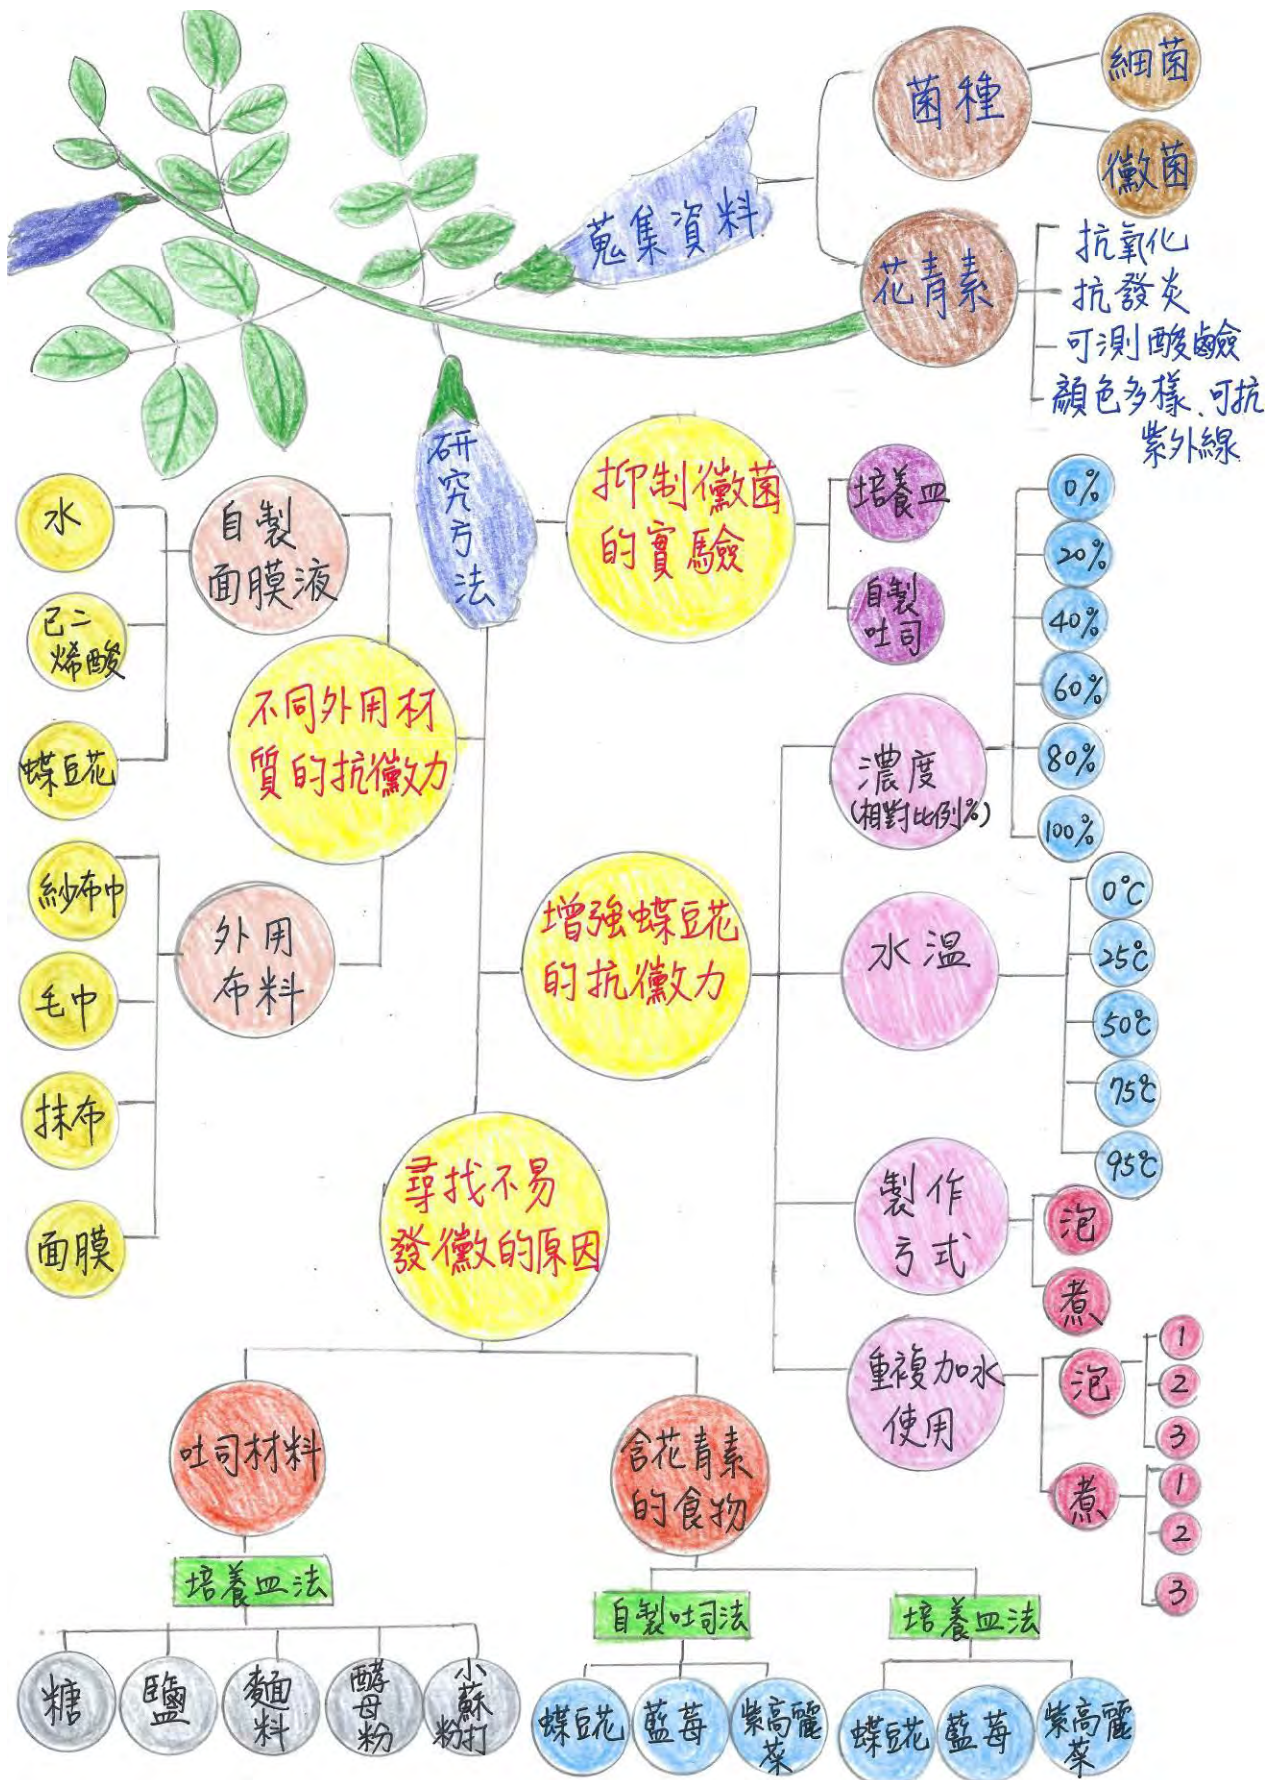 蒐集資料
菌種
細菌
黴菌
花青素
抗氧化
抗發炎
可測酸鹼
顏色多樣、可抗
紫外線
研究方法
抑制黴菌
的實驗
培養皿
自製
吐司
不同外用材
質的抗黴力
自製
面膜液
水
己二
烯酸
蝶豆花
外用
布料
紗布巾
毛巾
抹布
面膜
增強蝶豆花
的抗黴力
濃度
(相對比例%)
0%
20%
40%
60%
80%
100%
水溫
0°C
25°C
50°C
75°C
95°C
製作
方式
泡
煮
重複加水
使用
泡
1
2
3
煮
1
2
3
尋找不易
發黴的原因
吐司材料
培養皿法
糖
鹽
麵料
酵母粉
小蘇打粉
含花青素
的食物
自製吐司法
蝶豆花
藍莓
紫高麗
菜
培養皿法
蝶豆花
藍莓
紫高麗
菜